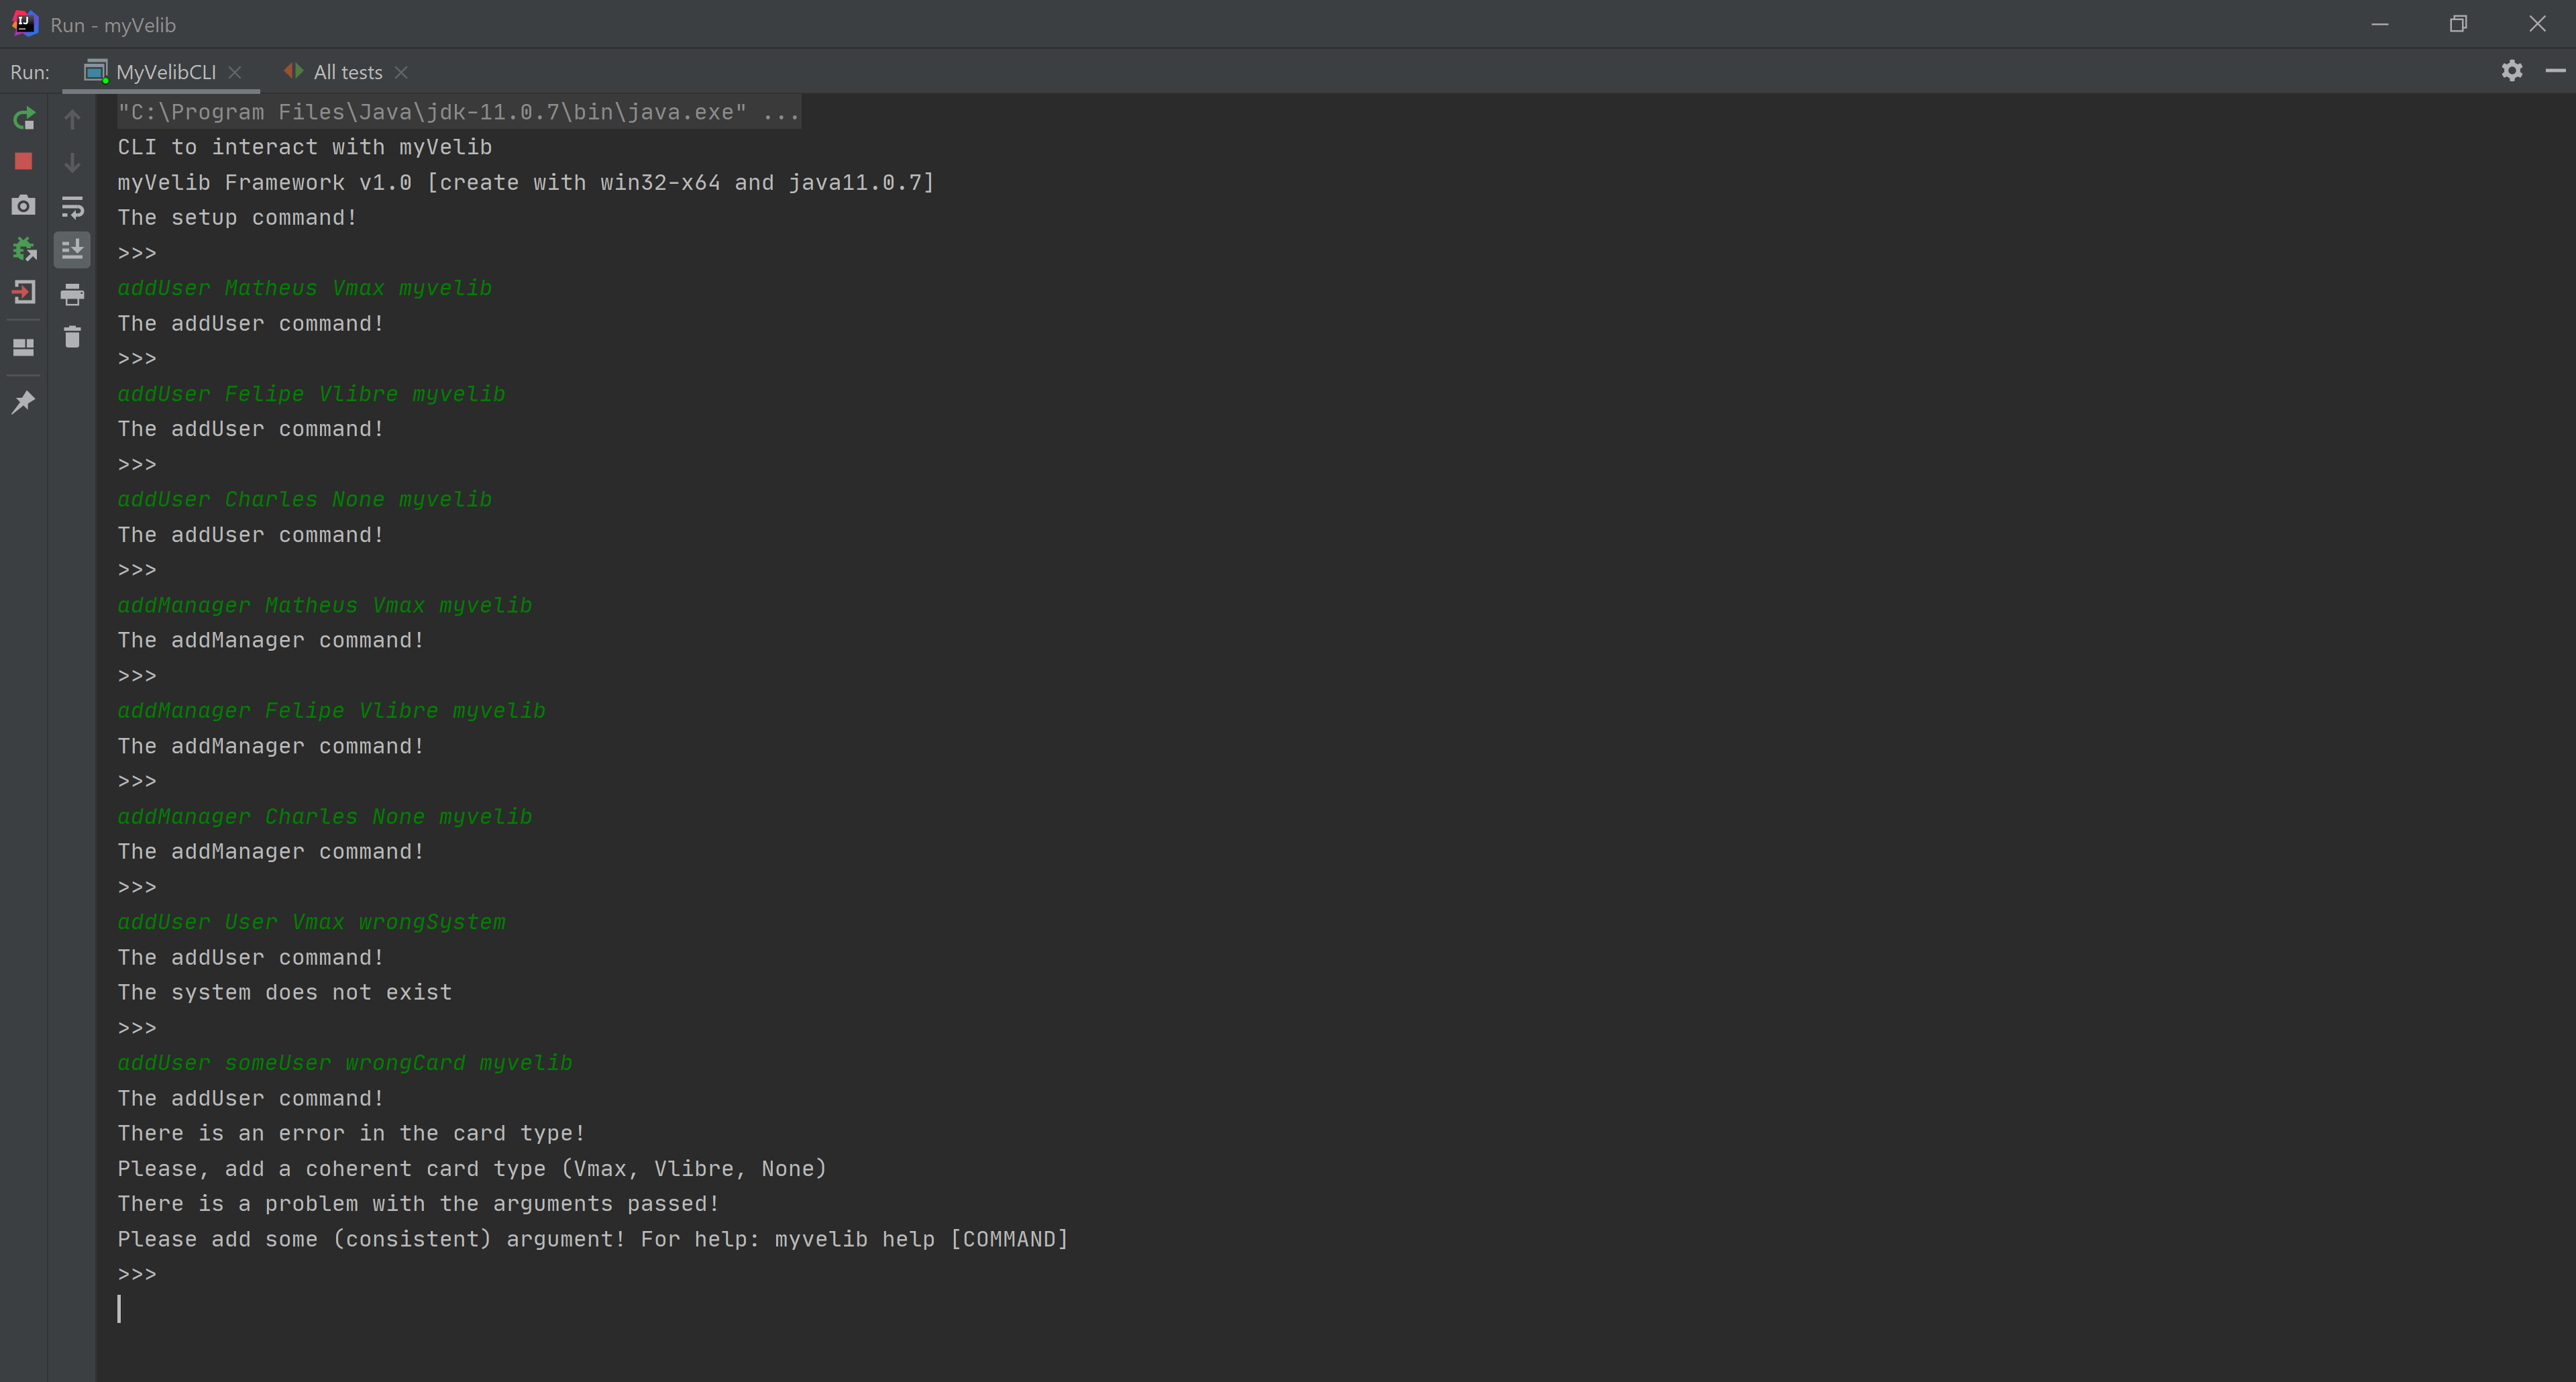 Run - myVelib
Run: MyVelibCLI All tests
"C:\Program Files\Java\jdk-11.0.7\bin\java.exe" ...
CLI to interact with myVelib
myVelib Framework v1.0 [create with win32-x64 and java11.0.7]
The setup command!
>>>
addUser Matheus Vmax myvelib
The addUser command!
>>>
addUser Felipe Vlibre myvelib
The addUser command!
>>>
addUser Charles None myvelib
The addUser command!
>>>
addManager Matheus Vmax myvelib
The addManager command!
>>>
addManager Felipe Vlibre myvelib
The addManager command!
>>>
addManager Charles None myvelib
The addManager command!
>>>
addUser User Vmax wrongSystem
The addUser command!
The system does not exist
>>>
addUser someUser wrongCard myvelib
The addUser command!
There is an error in the card type!
Please, add a coherent card type (Vmax, Vlibre, None)
There is a problem with the arguments passed!
Please add some (consistent) argument! For help: myvelib help [COMMAND]
>>>